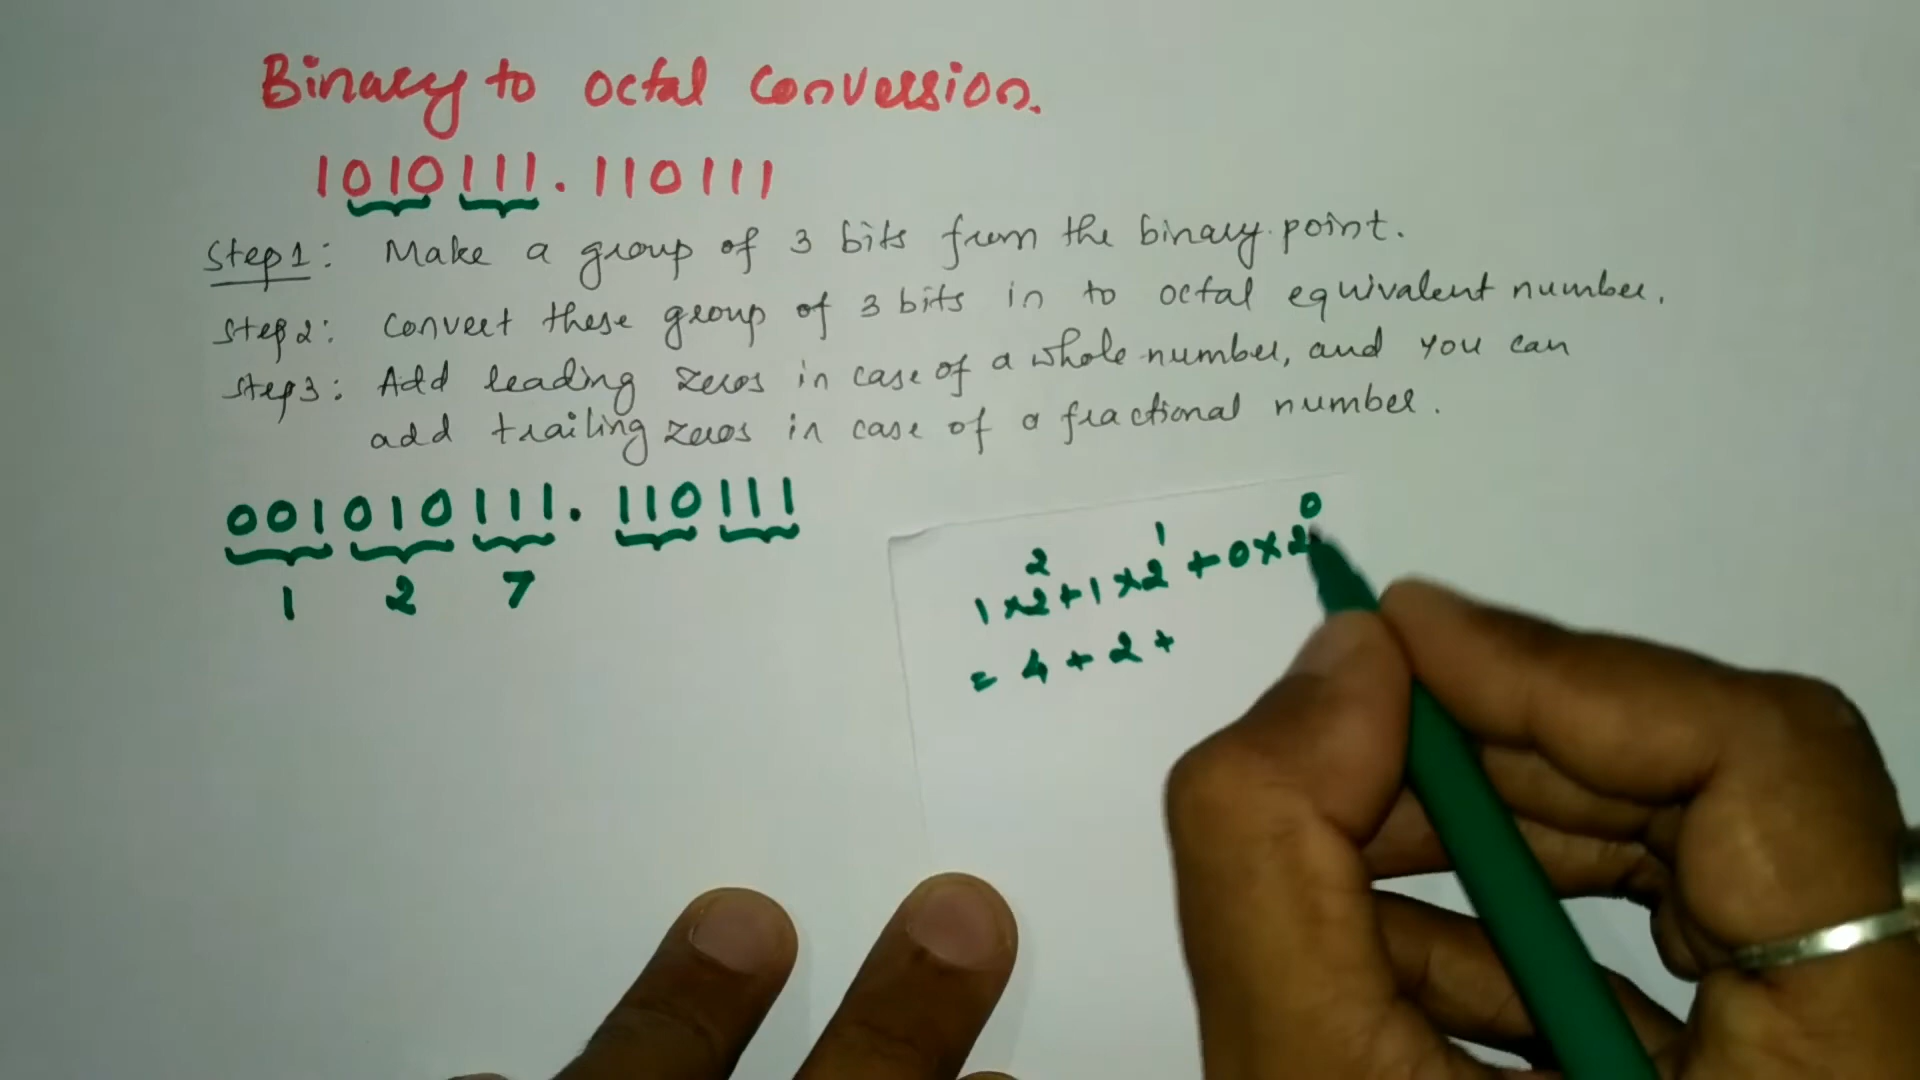 Binary to octal conversion.
1010111.110111
Step1: Make a group of 3 bits from the binary point.
Step2: Convert these group of 3 bits in to octal equivalent number.
Step3: Add leading zeros in case of a whole number, and you can
add trailing zeros in case of a fractional number.
001010111.110111
1 2 7
1×2²+1×2¹+0×2⁰
=4+2+